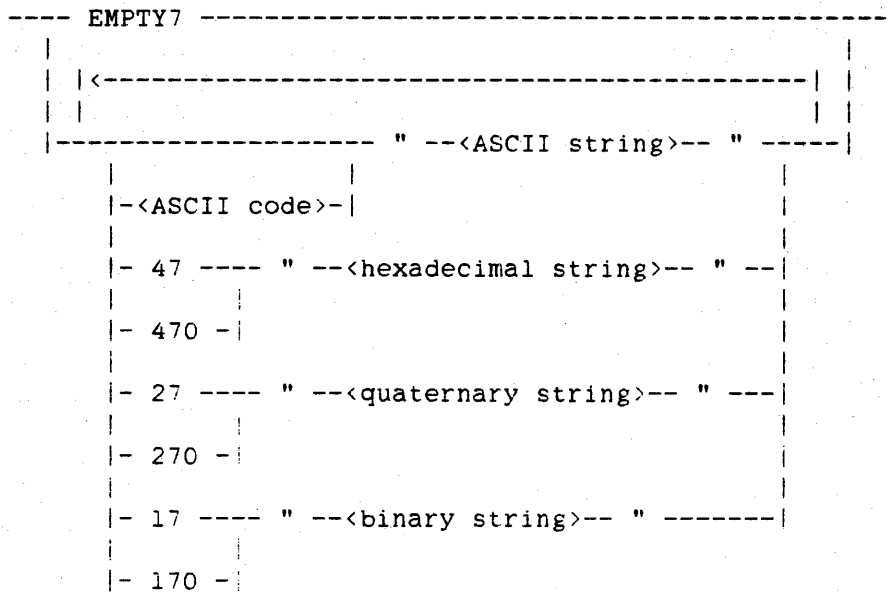 ---- EMPTY7 --------------------------------------------
| |
| |<--------------------------------------------| |
| | | |
|-------------------- " --<ASCII string>-- " -----|
| | |
|-<ASCII code>-| |
| |
|- 47 ---- " --<hexadecimal string>-- " --|
| | |
|- 470 -| |
| |
|- 27 ---- " --<quaternary string>-- " ---|
| | |
|- 270 -| |
| |
|- 17 ---- " --<binary string>-- " -------|
| |
|- 170 -|